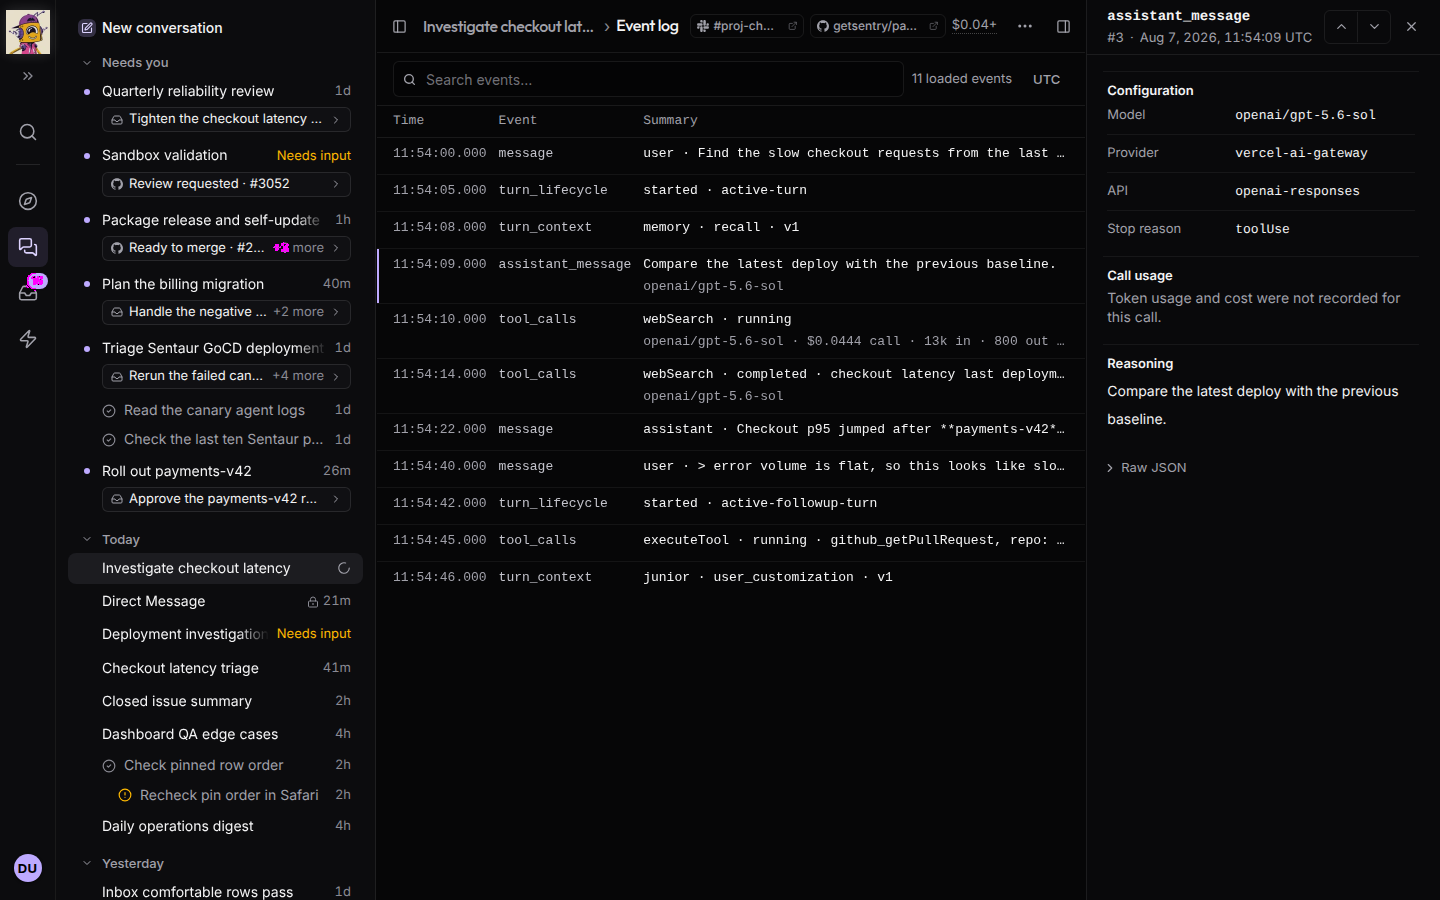 New conversation
Needs you
Quarterly reliability review 1d
Tighten the checkout latency ...
Sandbox validation Needs input
Review requested · #3052
Package release and self-update 1h
Ready to merge · #2... more
Plan the billing migration 40m
Handle the negative ... +2 more
Triage Sentaur GoCD deployment 1d
Rerun the failed can... +4 more
Read the canary agent logs 1d
Check the last ten Sentaur p... 1d
Roll out payments-v42 26m
Approve the payments-v42 r...
Today
Investigate checkout latency
Direct Message 21m
Deployment investigation Needs input
Checkout latency triage 41m
Closed issue summary 2h
Dashboard QA edge cases 4h
Check pinned row order 2h
Recheck pin order in Safari 2h
Daily operations digest 4h
Yesterday
Inbox comfortable rows pass 1d
DU
Investigate checkout lat... › Event log #proj-ch... getsentry/pa... $0.04+
Search events... 11 loaded events UTC
Time Event Summary
11:54:00.000 message user · Find the slow checkout requests from the last …
11:54:05.000 turn_lifecycle started · active-turn
11:54:08.000 turn_context memory · recall · v1
11:54:09.000 assistant_message Compare the latest deploy with the previous baseline.
openai/gpt-5.6-sol
11:54:10.000 tool_calls webSearch · running
openai/gpt-5.6-sol · $0.0444 call · 13k in · 800 out …
11:54:14.000 tool_calls webSearch · completed · checkout latency last deploym…
openai/gpt-5.6-sol
11:54:22.000 message assistant · Checkout p95 jumped after **payments-v42*…
11:54:40.000 message user · > error volume is flat, so this looks like slo…
11:54:42.000 turn_lifecycle started · active-followup-turn
11:54:45.000 tool_calls executeTool · running · github_getPullRequest, repo: …
11:54:46.000 turn_context junior · user_customization · v1
assistant_message
#3 · Aug 7, 2026, 11:54:09 UTC
Configuration
Model openai/gpt-5.6-sol
Provider vercel-ai-gateway
API openai-responses
Stop reason toolUse
Call usage
Token usage and cost were not recorded for
this call.
Reasoning
Compare the latest deploy with the previous
baseline.
Raw JSON